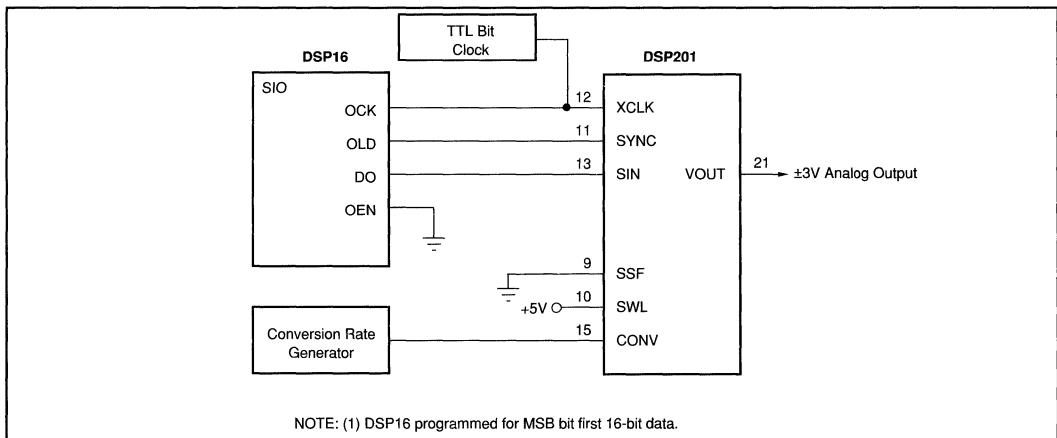 TTL Bit
Clock
DSP16
DSP201
SIO
OCK
12
XCLK
OLD
11
SYNC
DO
13
SIN
VOUT
21
±3V Analog Output
OEN
9
SSF
+5V
10
SWL
Conversion Rate
Generator
15
CONV
NOTE: (1) DSP16 programmed for MSB bit first 16-bit data.